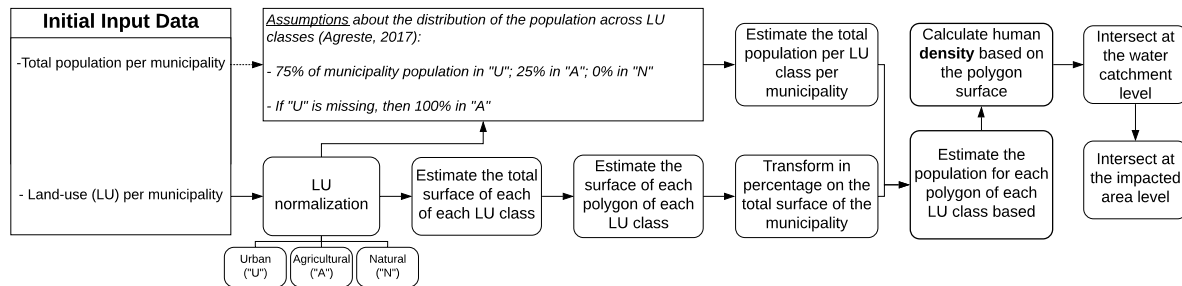 Initial Input Data
-Total population per municipality
- Land-use (LU) per municipality
Assumptions about the distribution of the population across LU
classes (Agreste, 2017):
- 75% of municipality population in "U"; 25% in "A"; 0% in "N"
- If "U" is missing, then 100% in "A"
LU
normalization
Urban
("U")
Agricultural
("A")
Natural
("N")
Estimate the total
surface of each
of each LU class
Estimate the
surface of each
polygon of each
LU class
Transform in
percentage on the
total surface of the
municipality
Estimate the total
population per LU
class per
municipality
Estimate the
population for each
polygon of each
LU class based
Calculate human
density based on
the polygon
surface
Intersect at
the water
catchment
level
Intersect at
the impacted
area level